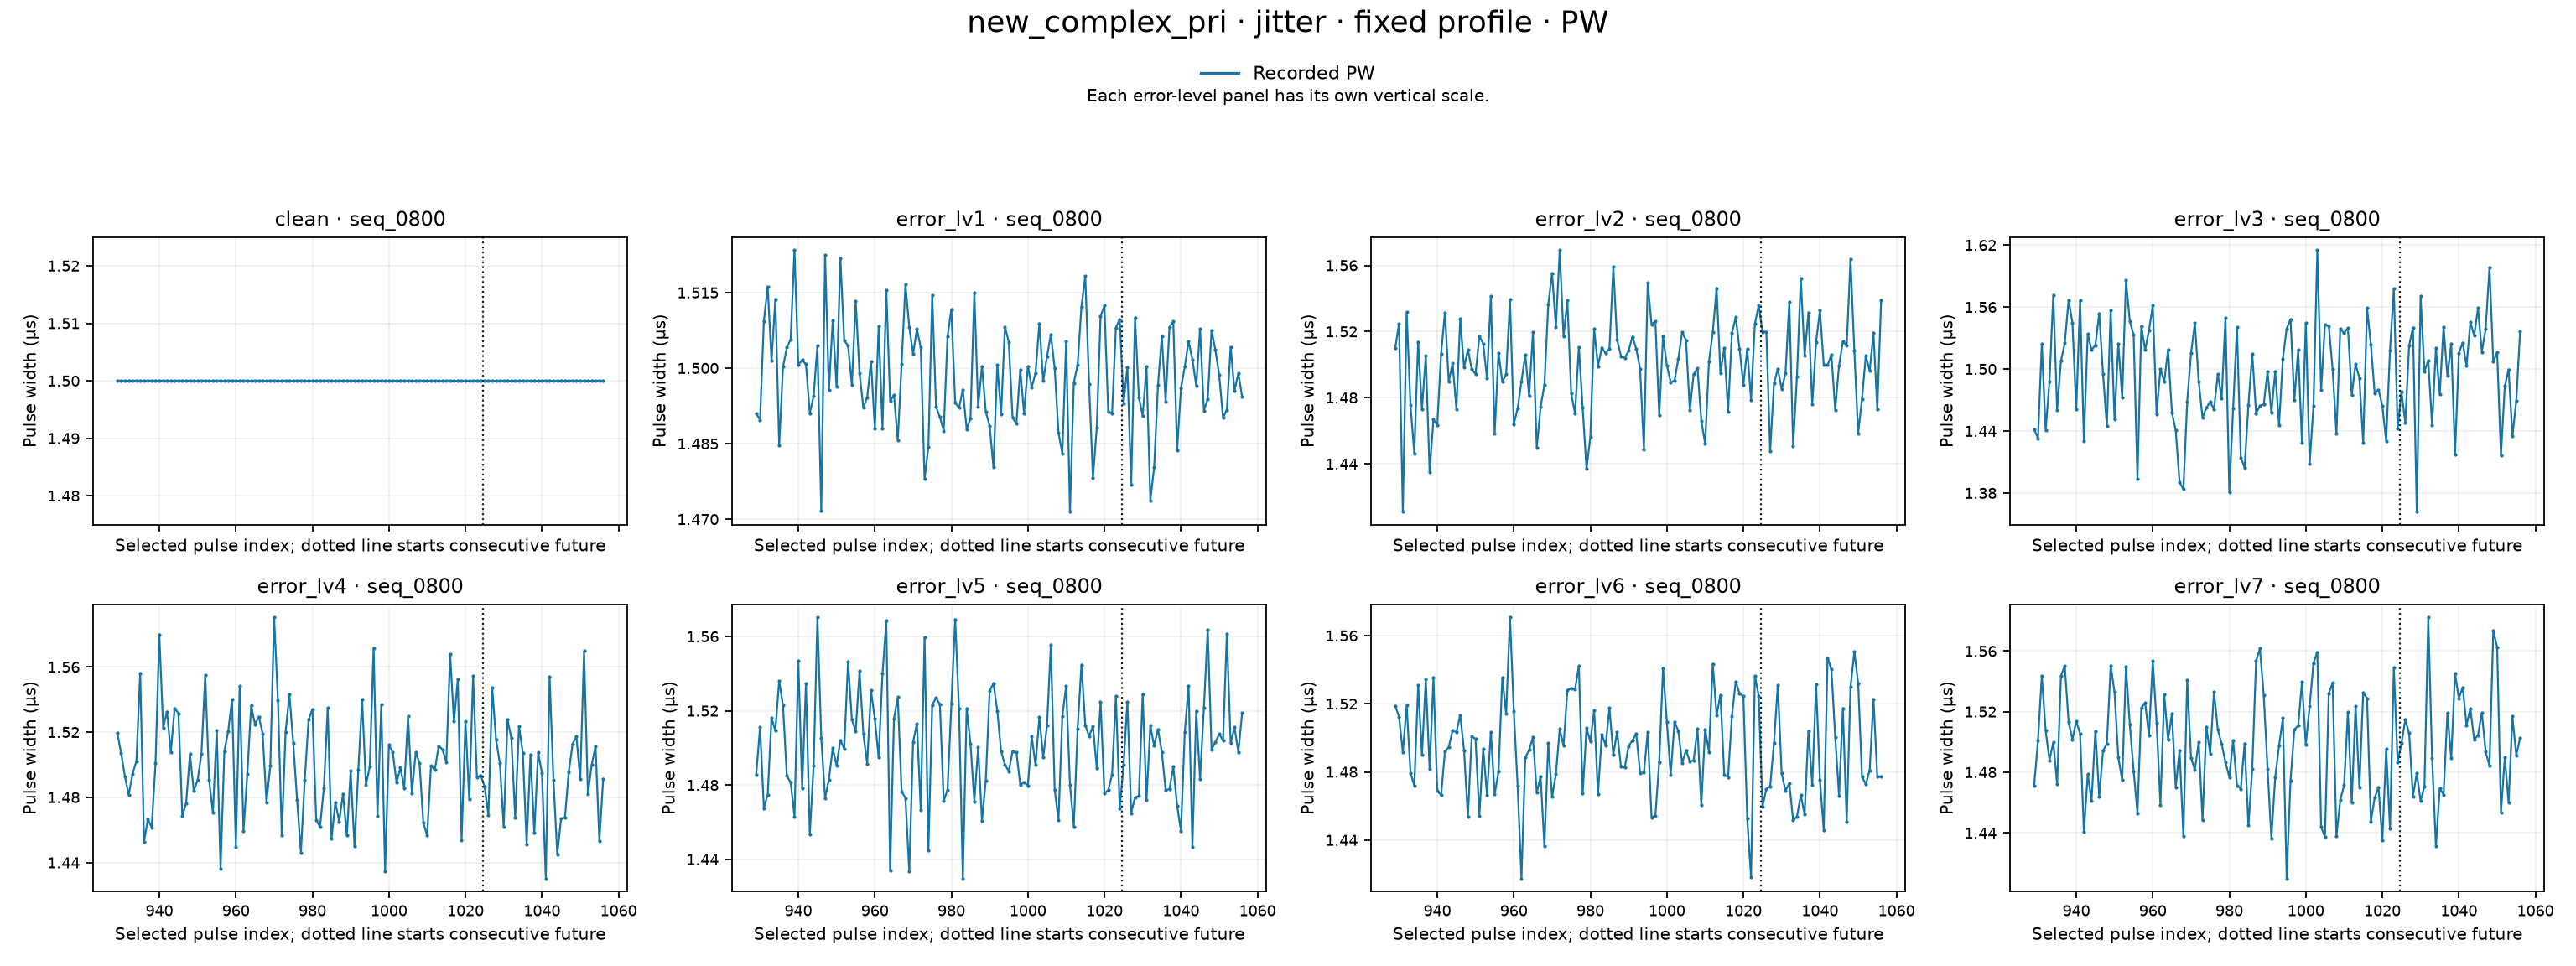 new_complex_pri · jitter · fixed profile · PW
Recorded PW
Each error-level panel has its own vertical scale.
clean · seq_0800
Pulse width (µs)
1.52
1.51
1.50
1.49
1.48
Selected pulse index; dotted line starts consecutive future
error_lv1 · seq_0800
Pulse width (µs)
1.515
1.500
1.485
1.470
Selected pulse index; dotted line starts consecutive future
error_lv2 · seq_0800
Pulse width (µs)
1.56
1.52
1.48
1.44
Selected pulse index; dotted line starts consecutive future
error_lv3 · seq_0800
Pulse width (µs)
1.62
1.56
1.50
1.44
1.38
Selected pulse index; dotted line starts consecutive future
error_lv4 · seq_0800
Pulse width (µs)
1.56
1.52
1.48
1.44
940 960 980 1000 1020 1040 1060
Selected pulse index; dotted line starts consecutive future
error_lv5 · seq_0800
Pulse width (µs)
1.56
1.52
1.48
1.44
940 960 980 1000 1020 1040 1060
Selected pulse index; dotted line starts consecutive future
error_lv6 · seq_0800
Pulse width (µs)
1.56
1.52
1.48
1.44
940 960 980 1000 1020 1040 1060
Selected pulse index; dotted line starts consecutive future
error_lv7 · seq_0800
Pulse width (µs)
1.56
1.52
1.48
1.44
940 960 980 1000 1020 1040 1060
Selected pulse index; dotted line starts consecutive future